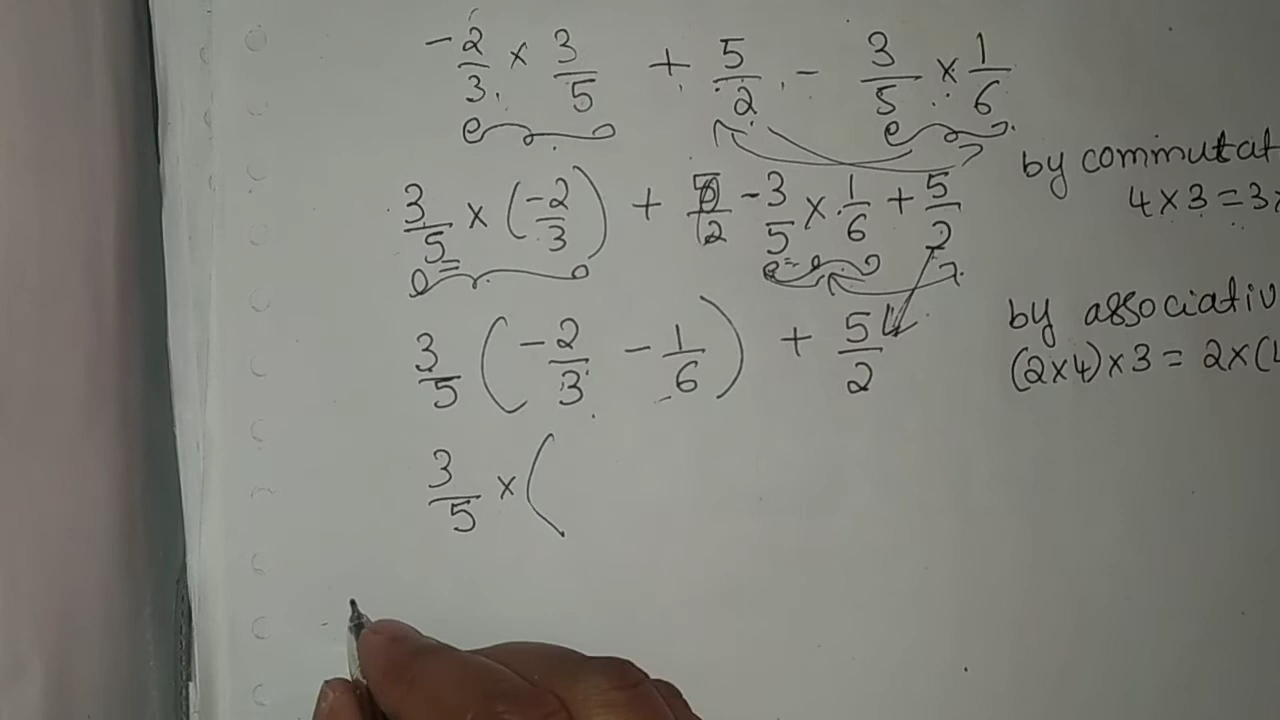 -2/3 × 3/5 + 5/2 - 3/5 × 1/6
by commutat
4 × 3 = 3
3/5 × (-2/3) + /2 - 3/5 × 1/6 + 5/2
by associativ
(2×4)×3 = 2×(
3/5 (-2/3 - 1/6) + 5/2
3/5 × (